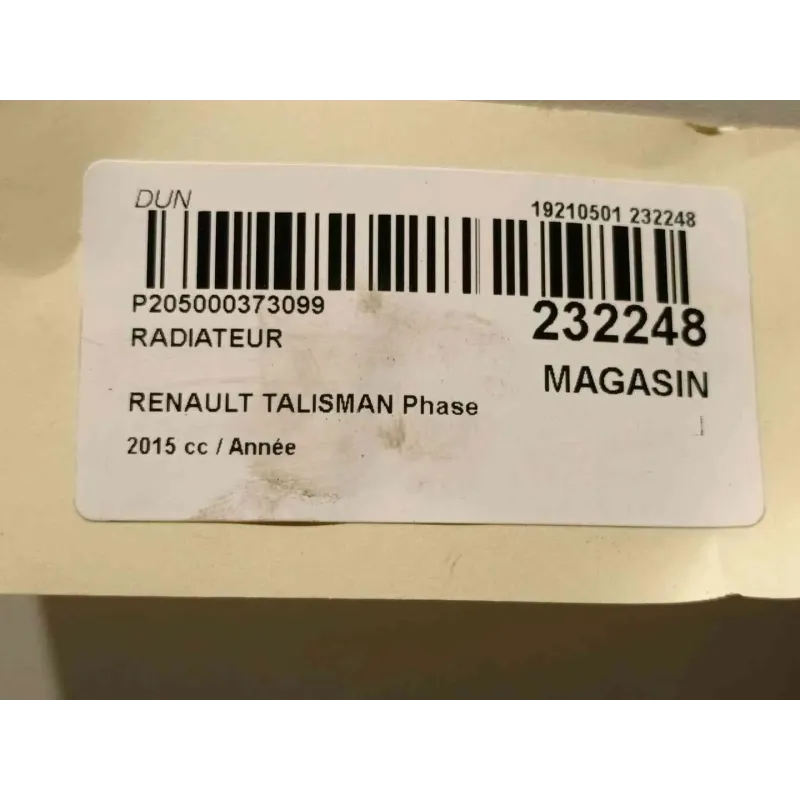 DUN
19210501 232248
P205000373099
232248
RADIATEUR
MAGASIN
RENAULT TALISMAN Phase
2015 cc / Année